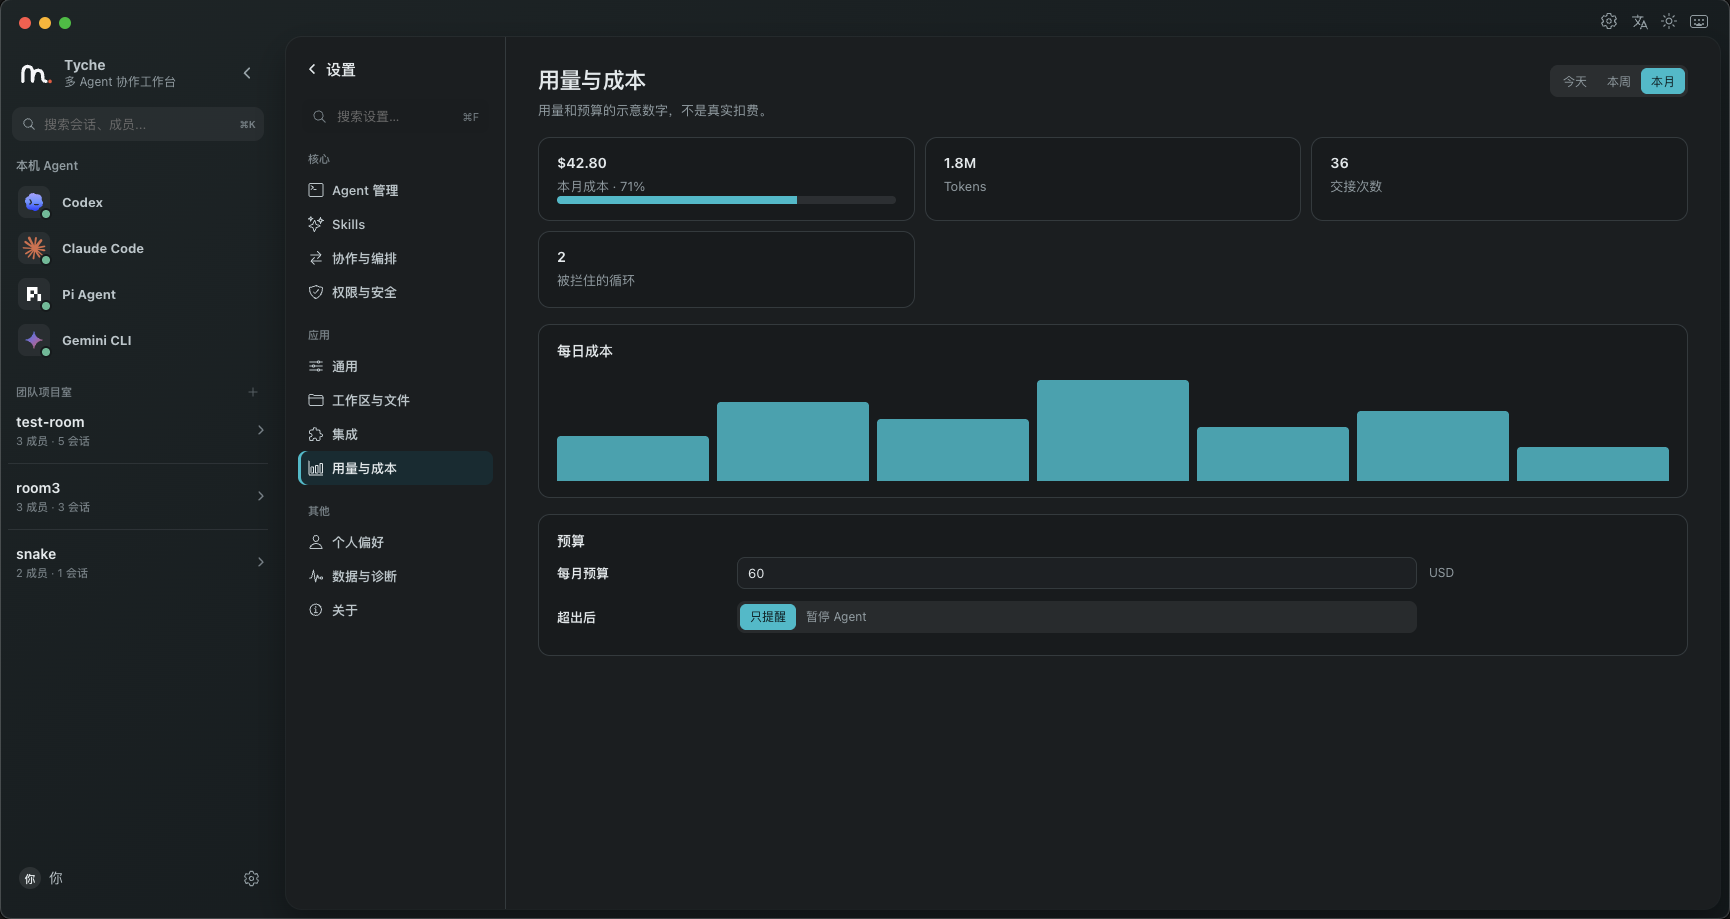 Tyche
多 Agent 协作工作台
搜索会话、成员... ⌘K
本机 Agent
Codex
Claude Code
Pi Agent
Gemini CLI
团队项目室
test-room
3 成员 · 5 会话
room3
3 成员 · 3 会话
snake
2 成员 · 1 会话
你 你
设置
搜索设置... ⌘F
核心
Agent 管理
Skills
协作与编排
权限与安全
应用
通用
工作区与文件
集成
用量与成本
其他
个人偏好
数据与诊断
关于
用量与成本
用量和预算的示意数字，不是真实扣费。
今天 本周 本月
$42.80
本月成本 · 71%
1.8M
Tokens
36
交接次数
2
被拦住的循环
每日成本
预算
每月预算 60 USD
超出后 只提醒 暂停 Agent